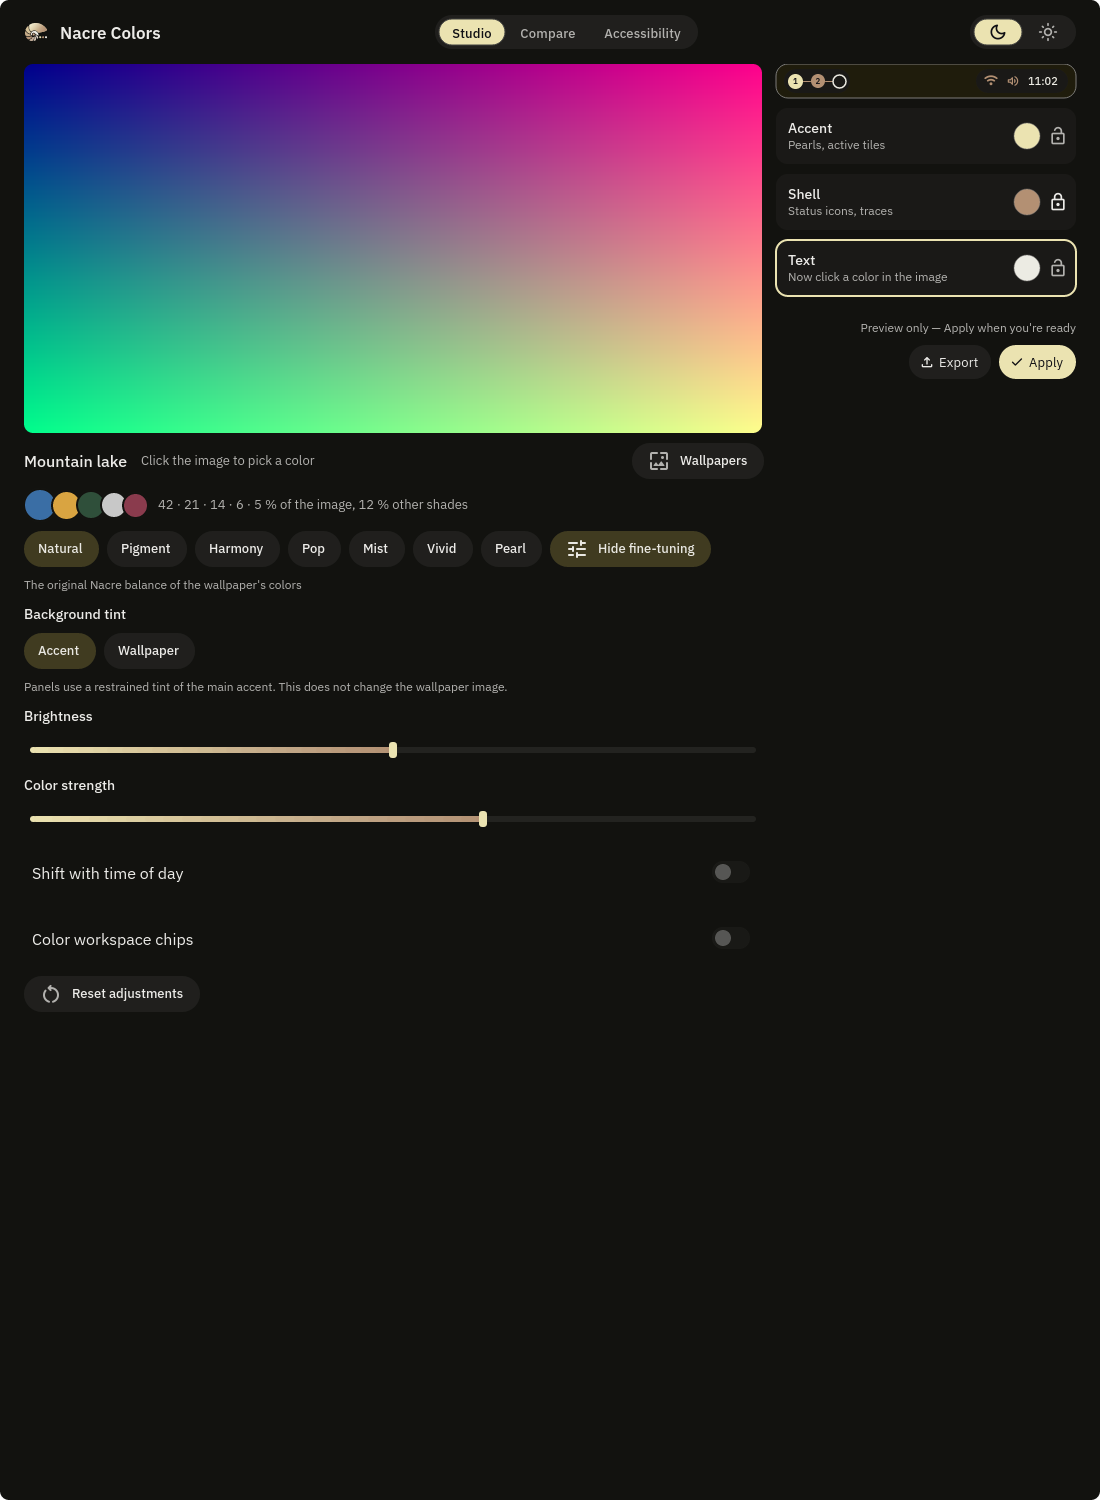 Nacre Colors
Studio Compare Accessibility
1 2 11:02
Accent
Pearls, active tiles
Shell
Status icons, traces
Text
Now click a color in the image
Preview only — Apply when you're ready
Export Apply
Mountain lake Click the image to pick a color Wallpapers
42 · 21 · 14 · 6 · 5 % of the image, 12 % other shades
Natural Pigment Harmony Pop Mist Vivid Pearl Hide fine-tuning
The original Nacre balance of the wallpaper's colors
Background tint
Accent Wallpaper
Panels use a restrained tint of the main accent. This does not change the wallpaper image.
Brightness
Color strength
Shift with time of day
Color workspace chips
Reset adjustments